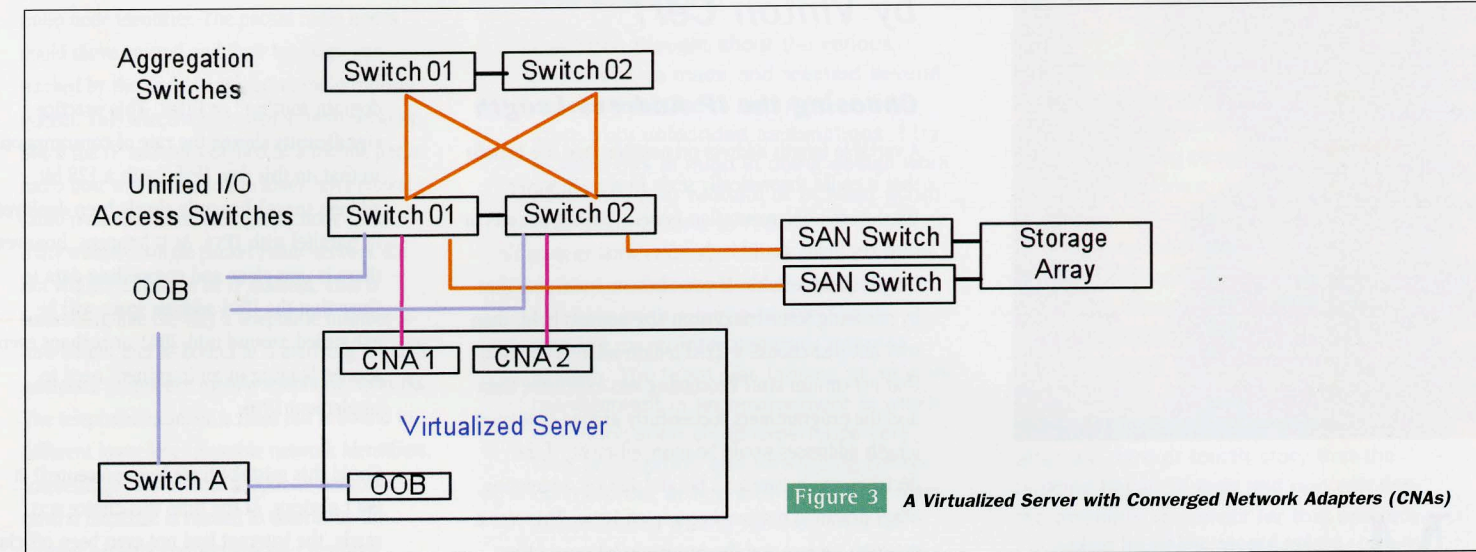 Aggregation
Switches
Switch 01
Switch 02
Unified I/O
Access Switches
Switch 01
Switch 02
OOB
SAN Switch
SAN Switch
Storage
Array
CNA 1
CNA 2
Virtualized Server
Switch A
OOB
Figure 3 A Virtualized Server with Converged Network Adapters (CNAs)